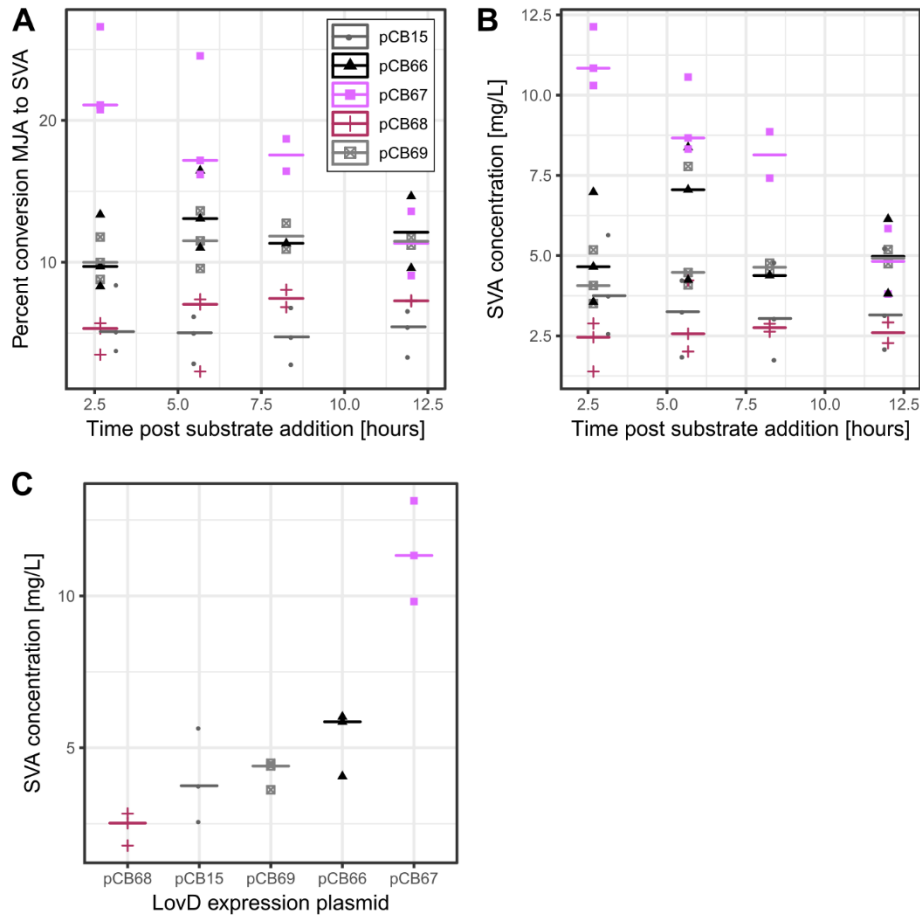 A
Percent conversion MJA to SVA
20
10
2.5 5.0 7.5 10.0 12.5
Time post substrate addition [hours]
pCB15
pCB66
pCB67
pCB68
pCB69
B
SVA concentration [mg/L]
12.5
10.0
7.5
5.0
2.5
2.5 5.0 7.5 10.0 12.5
Time post substrate addition [hours]
C
SVA concentration [mg/L]
10
5
pCB68 pCB15 pCB69 pCB66 pCB67
LovD expression plasmid